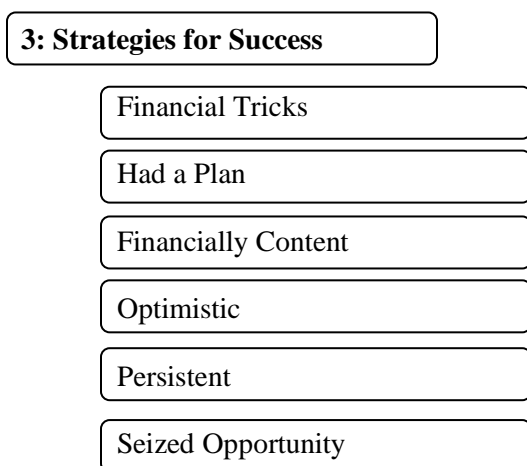 3: Strategies for Success
Financial Tricks
Had a Plan
Financially Content
Optimistic
Persistent
Seized Opportunity